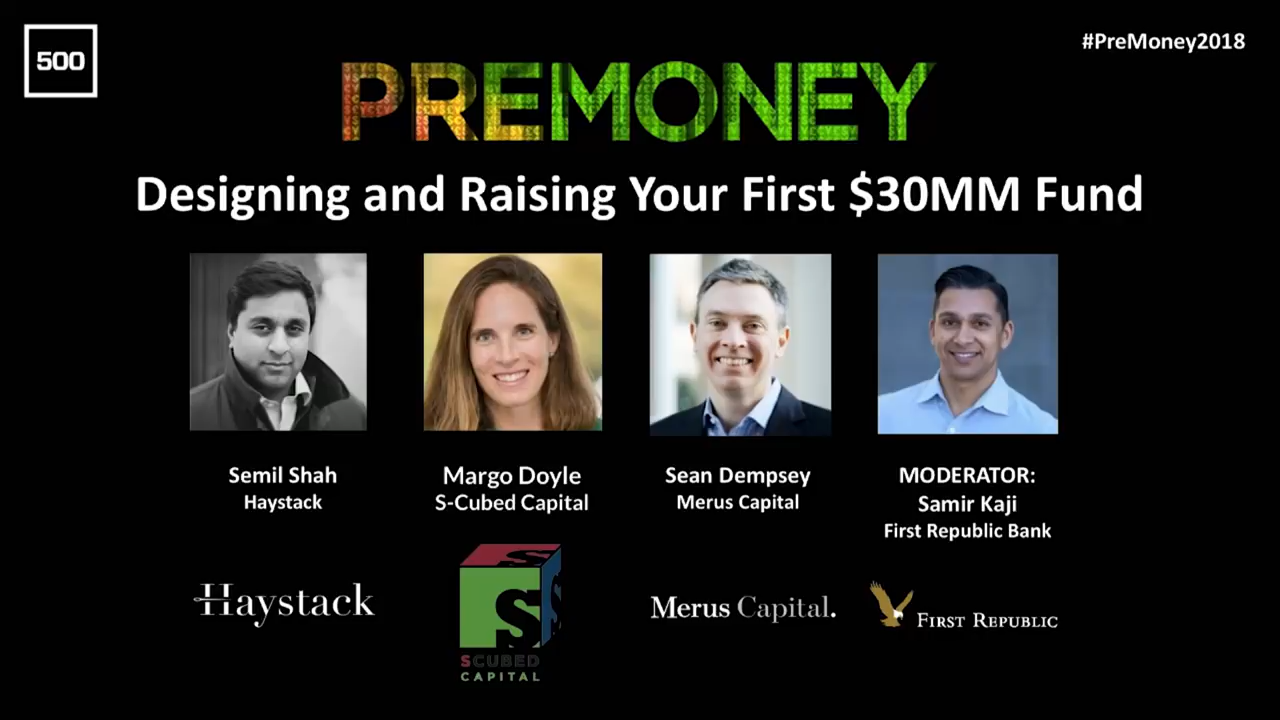 500
#PreMoney2018
PREMONEY
Designing and Raising Your First $30MM Fund
Semil Shah
Haystack
Margo Doyle
S-Cubed Capital
Sean Dempsey
Merus Capital
MODERATOR:
Samir Kaji
First Republic Bank
Haystack
S
S
S
SCUBED
CAPITAL
Merus Capital.
FIRST REPUBLIC